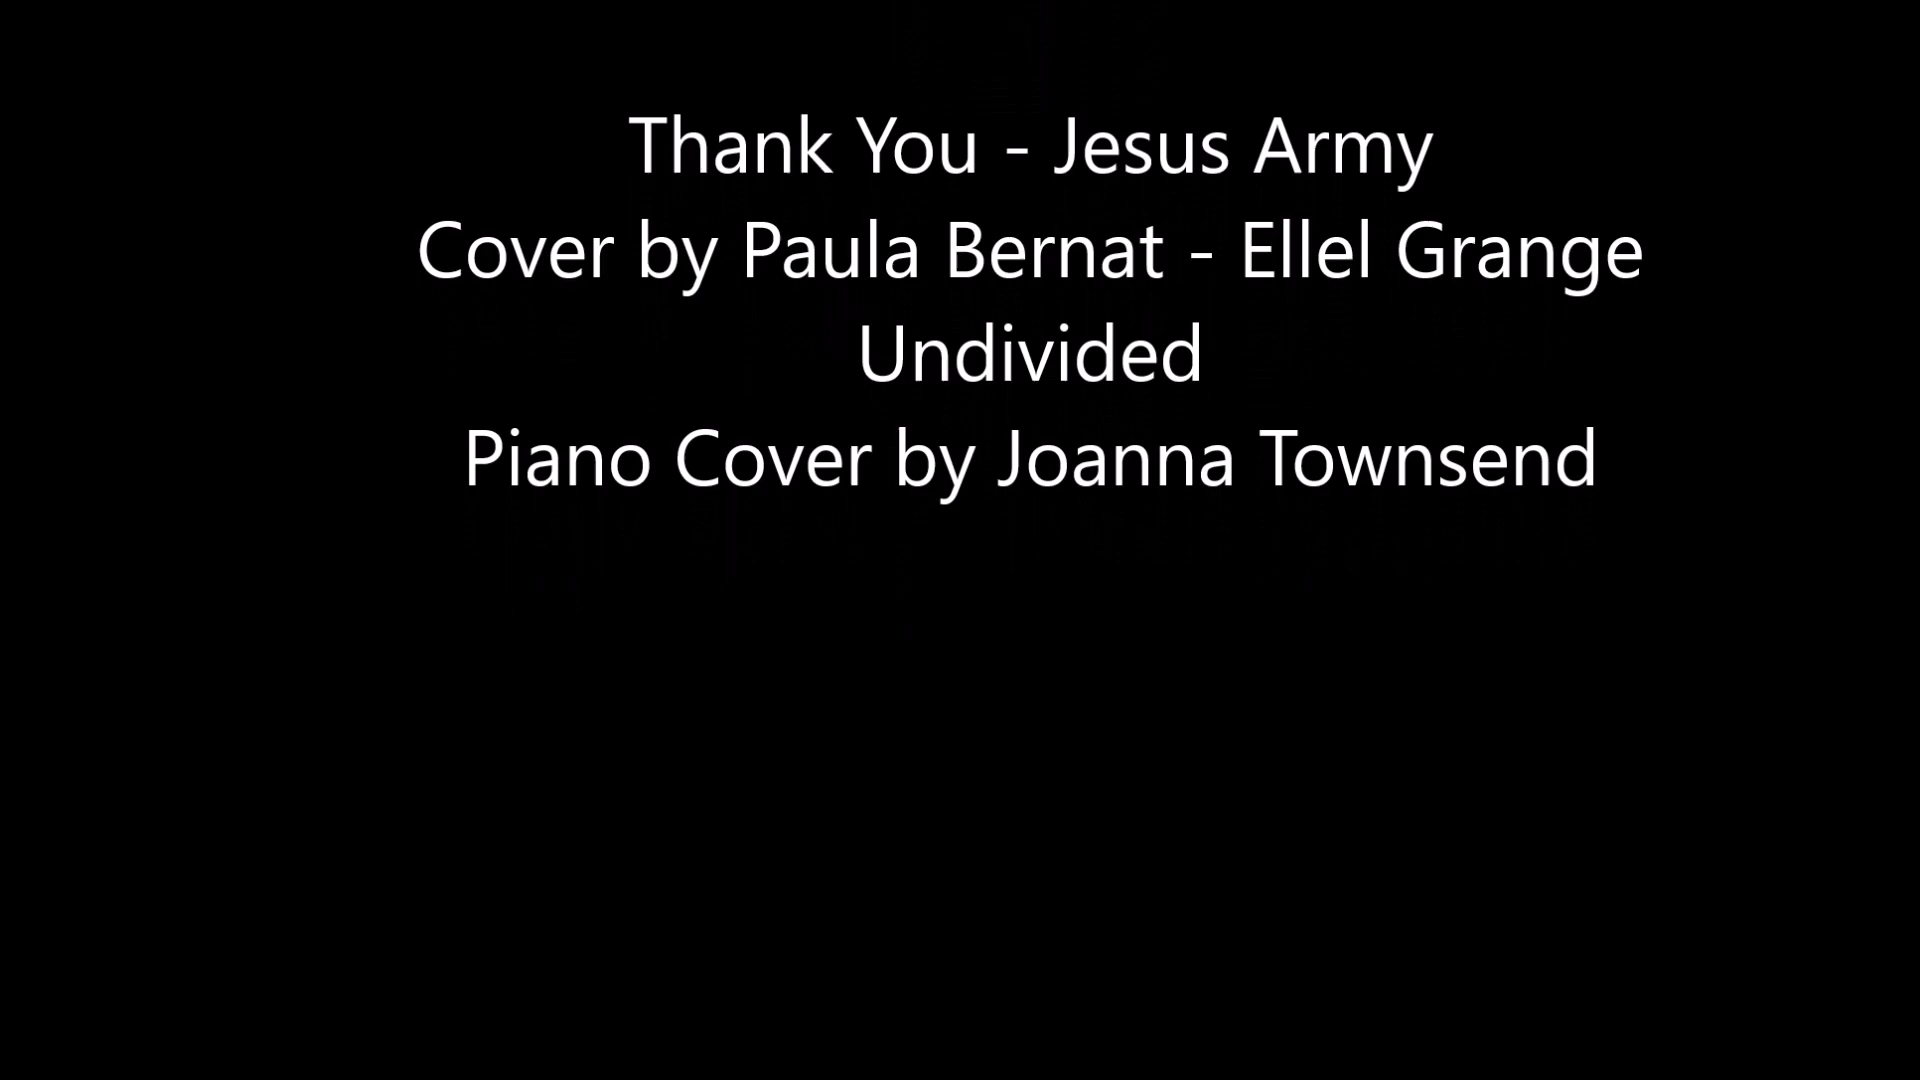 Thank You - Jesus Army
Cover by Paula Bernat - Ellel Grange
Undivided
Piano Cover by Joanna Townsend